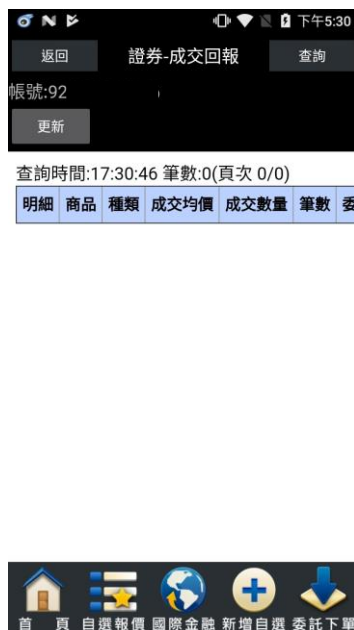 下午5:30
返回 證券-成交回報 查詢
帳號:92
更新
查詢時間:17:30:46 筆數:0(頁次 0/0)
明細 商品 種類 成交均價 成交數量 筆數 委
首 頁 自選報價 國際金融 新增自選 委託下單